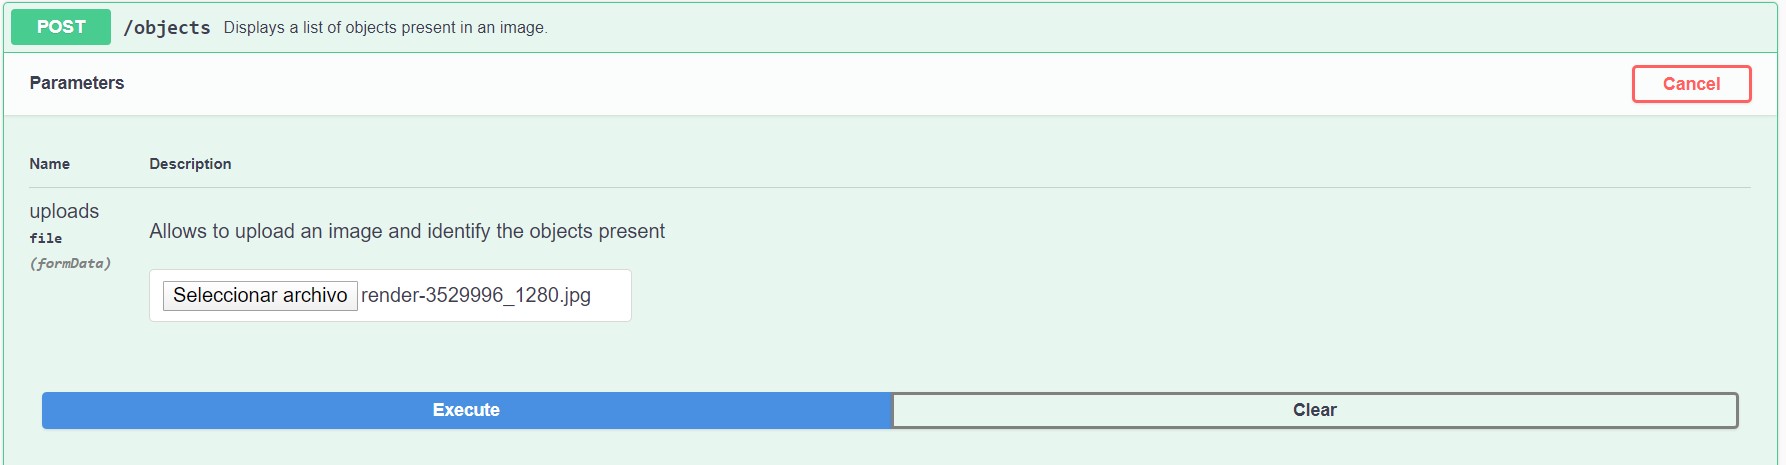 POST /objects Displays a list of objects present in an image.
Parameters Cancel
Name Description
uploads
file
(formData)
Allows to upload an image and identify the objects present
Seleccionar archivo render-3529996_1280.jpg
Execute Clear